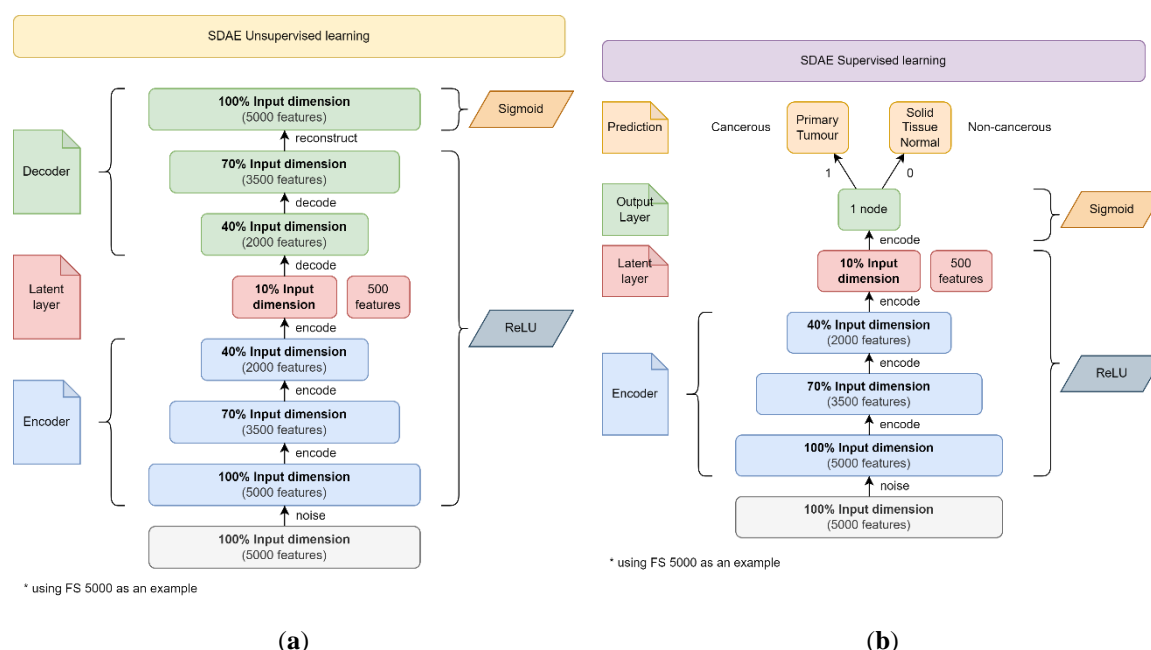 SDAE Unsupervised learning
Decoder
100% Input dimension
(5000 features)
Sigmoid
reconstruct
70% Input dimension
(3500 features)
decode
40% Input dimension
(2000 features)
decode
Latent
layer
10% Input
dimension
500
features
encode
ReLU
40% Input dimension
(2000 features)
encode
Encoder
70% Input dimension
(3500 features)
encode
100% Input dimension
(5000 features)
noise
100% Input dimension
(5000 features)
* using FS 5000 as an example
(a)
SDAE Supervised learning
Prediction
Cancerous
Primary
Tumour
Solid
Tissue
Normal
Non-cancerous
1
0
Output
Layer
1 node
Sigmoid
encode
Latent
layer
10% Input
dimension
500
features
encode
40% Input dimension
(2000 features)
encode
Encoder
70% Input dimension
(3500 features)
ReLU
encode
100% Input dimension
(5000 features)
noise
100% Input dimension
(5000 features)
* using FS 5000 as an example
(b)